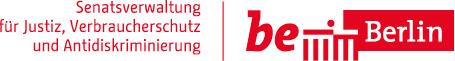 Senatsverwaltung
für Justiz, Verbraucherschutz
und Antidiskriminierung
be Berlin